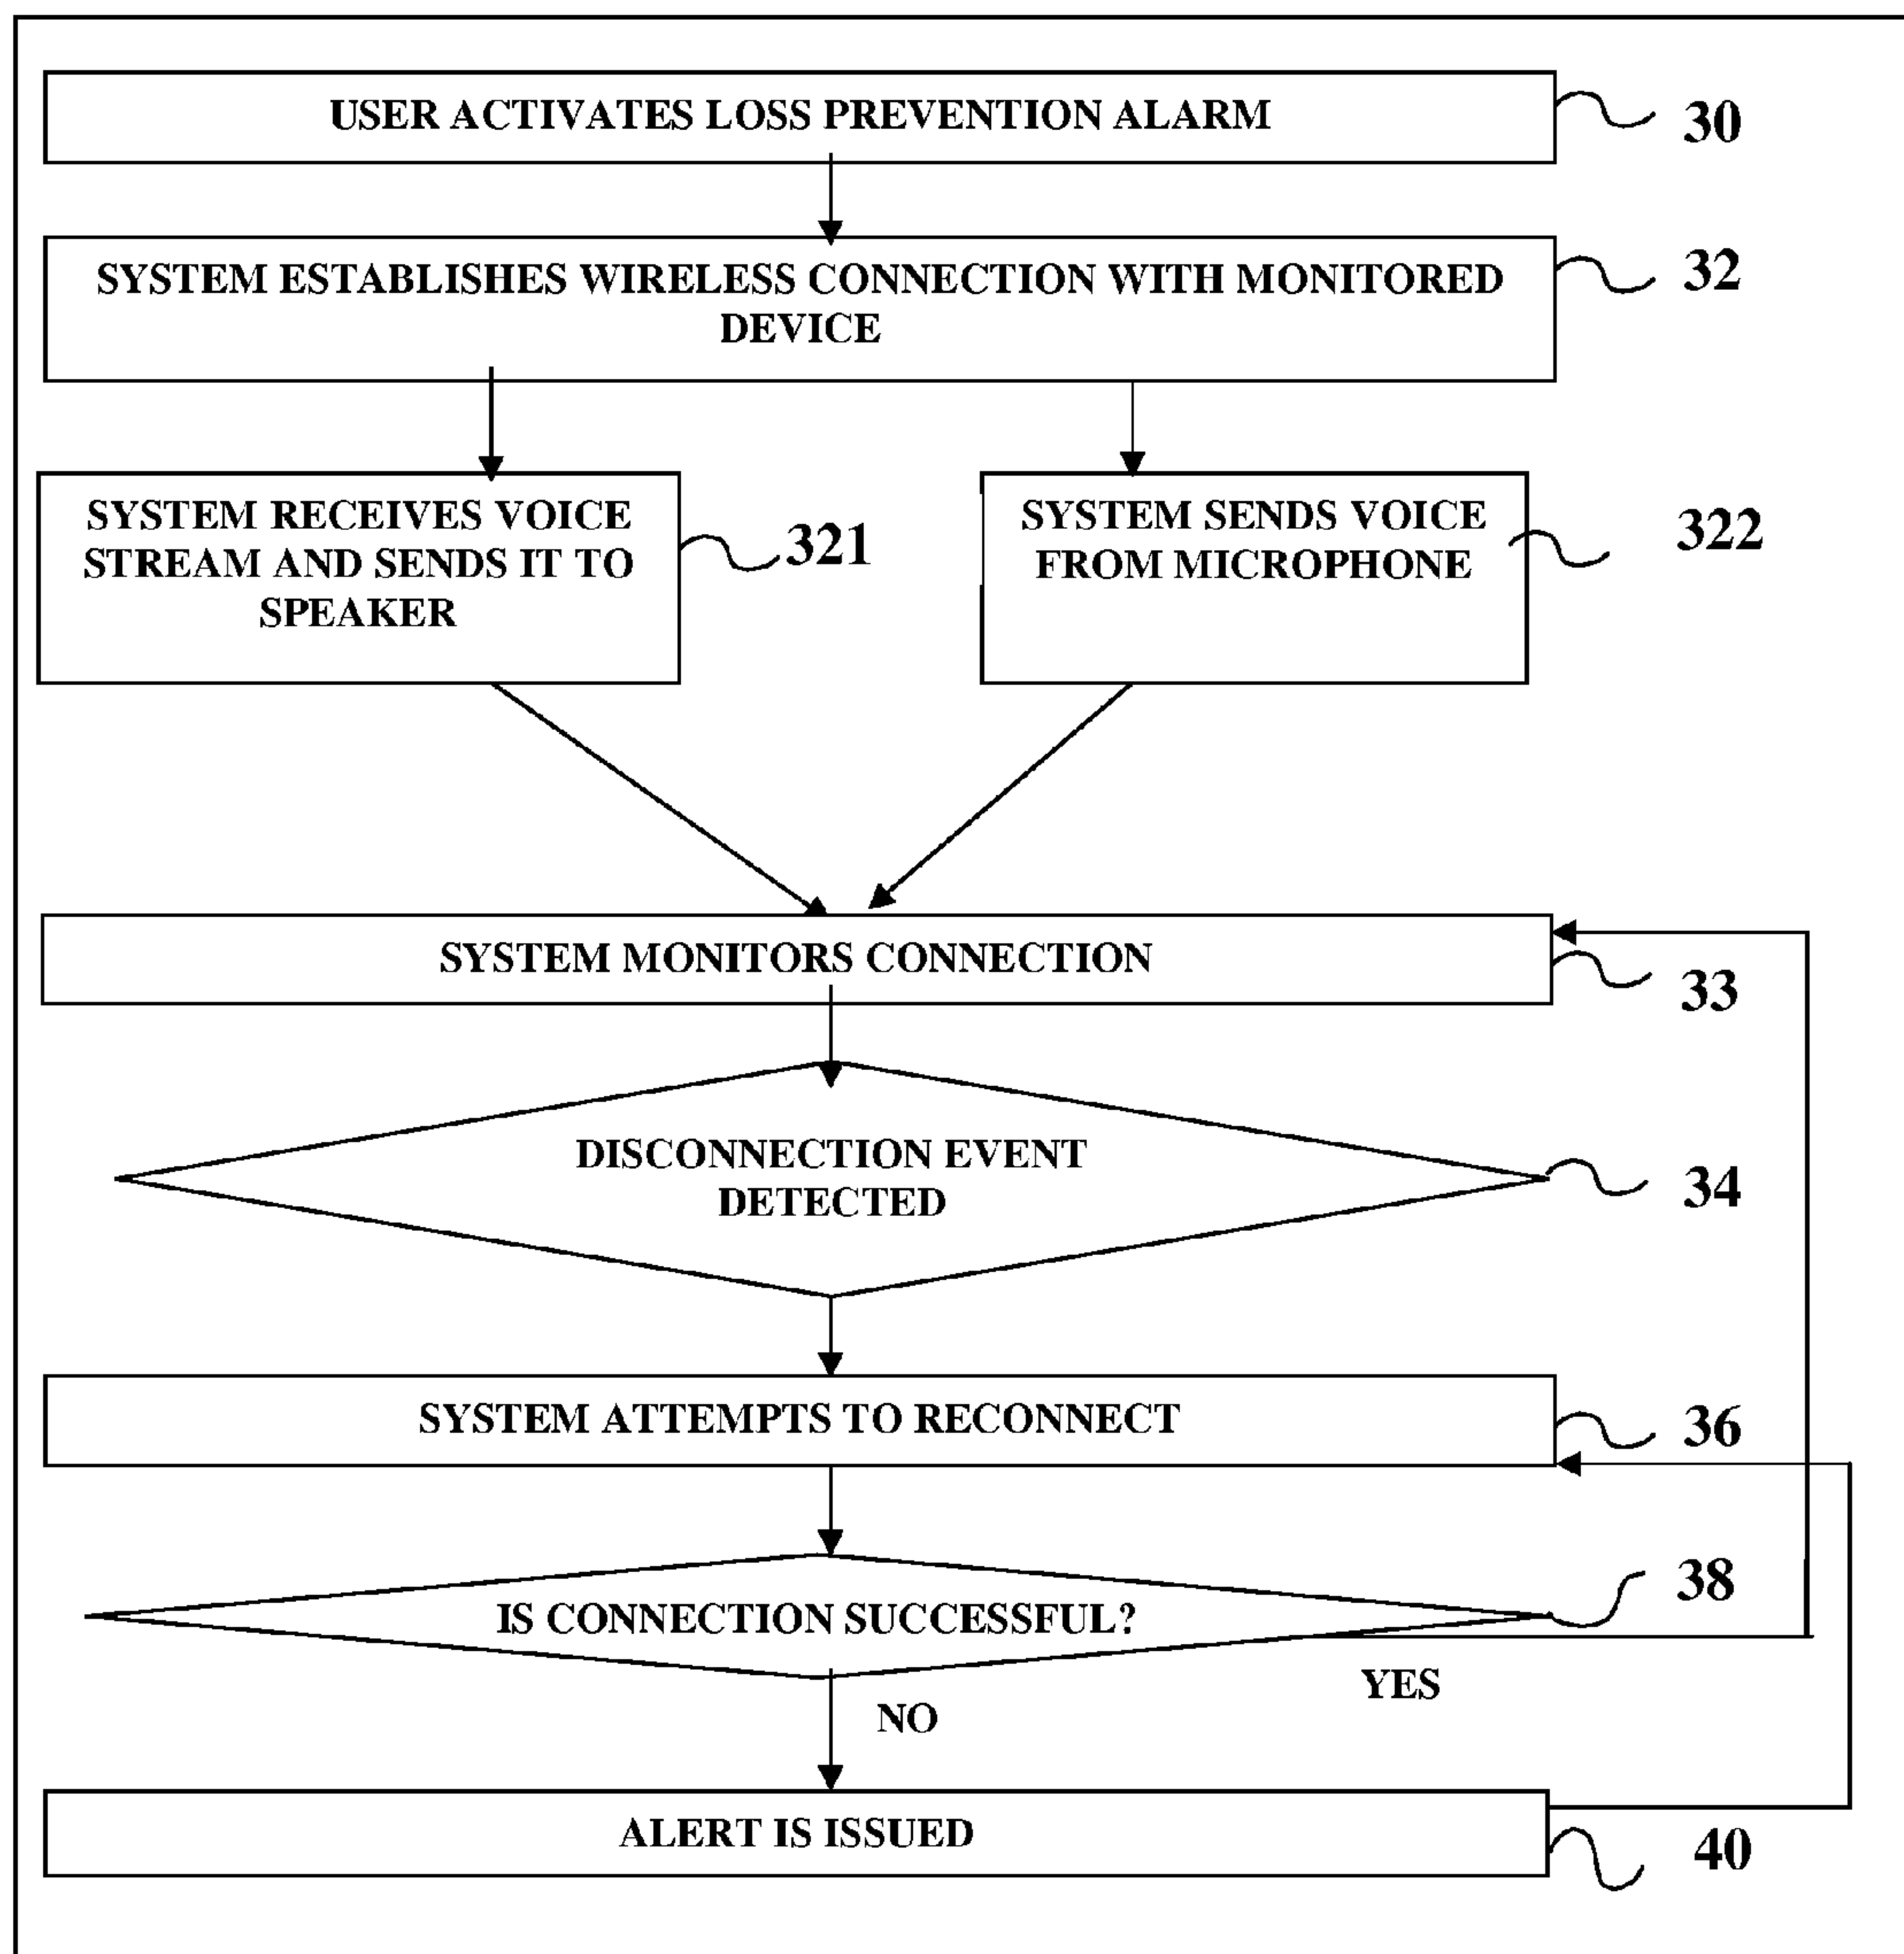 USER ACTIVATES LOSS PREVENTION ALARM
30
SYSTEM ESTABLISHES WIRELESS CONNECTION WITH MONITORED
DEVICE
32
SYSTEM RECEIVES VOICE
STREAM AND SENDS IT TO
SPEAKER
321
SYSTEM SENDS VOICE
FROM MICROPHONE
322
SYSTEM MONITORS CONNECTION
33
DISCONNECTION EVENT
DETECTED
34
SYSTEM ATTEMPTS TO RECONNECT
36
IS CONNECTION SUCCESSFUL?
38
YES
NO
ALERT IS ISSUED
40